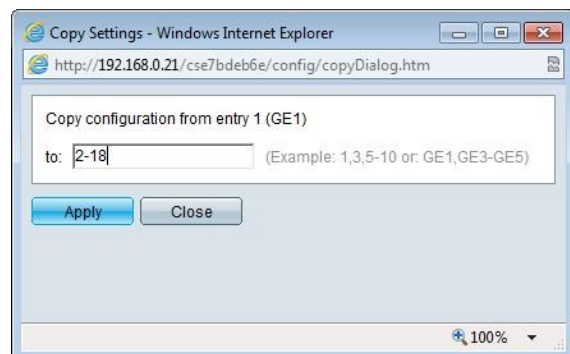 Copy Settings - Windows Internet Explorer
http://192.168.0.21/cse7bdeb6e/config/copyDialog.htm
Copy configuration from entry 1 (GE1)
to: 2-18 (Example: 1,3,5-10 or: GE1,GE3-GE5)
Apply Close
100%